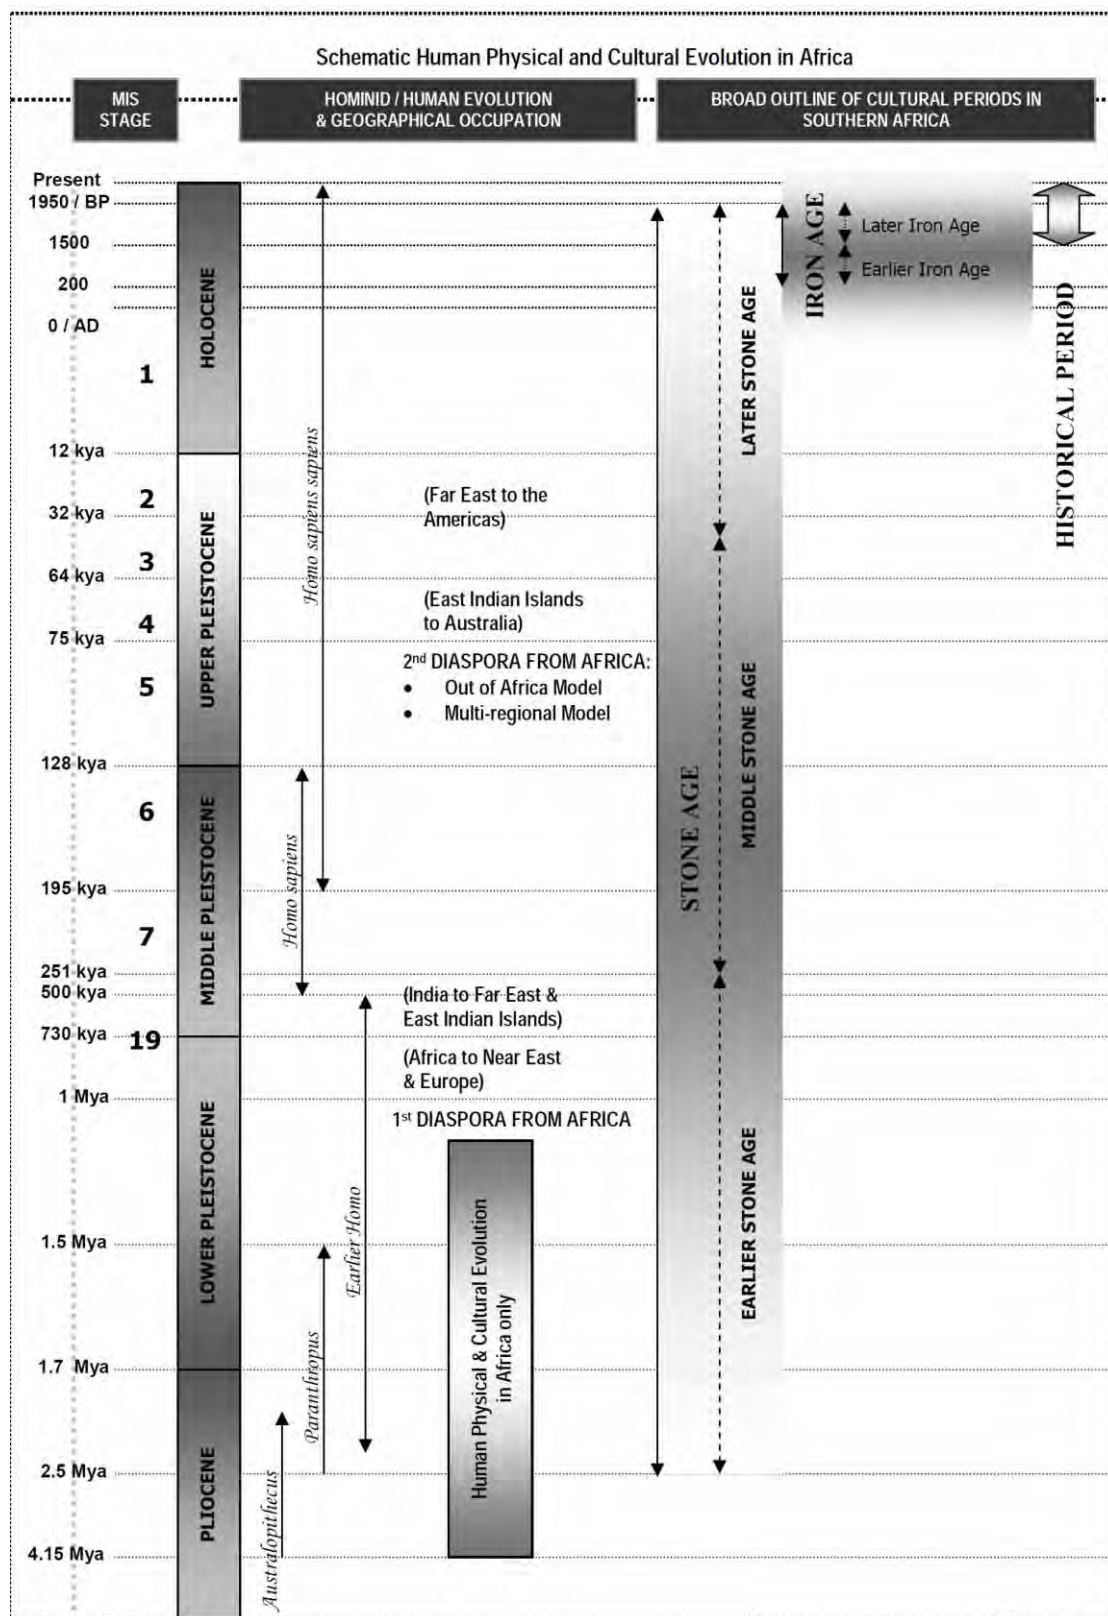 Schematic Human Physical and Cultural Evolution in Africa
MIS
STAGE
HOMINID / HUMAN EVOLUTION
& GEOGRAPHICAL OCCUPATION
BROAD OUTLINE OF CULTURAL PERIODS IN
SOUTHERN AFRICA
Present
1950 / BP
1500
200
0 / AD
12 kya
32 kya
64 kya
75 kya
128 kya
195 kya
251 kya
500 kya
730 kya
1 Mya
1.5 Mya
1.7 Mya
2.5 Mya
4.15 Mya
1
2
3
4
5
6
7
19
HOLOCENE
UPPER PLEISTOCENE
MIDDLE PLEISTOCENE
LOWER PLEISTOCENE
PLIOCENE
Homo sapiens sapiens
Homo sapiens
Earlier Homo
Paranthropus
Australopithecus
(Far East to the
Americas)
(East Indian Islands
to Australia)
2nd DIASPORA FROM AFRICA:
• Out of Africa Model
• Multi-regional Model
(India to Far East &
East Indian Islands)
(Africa to Near East
& Europe)
1st DIASPORA FROM AFRICA
Human Physical & Cultural Evolution
in Africa only
STONE AGE
LATER STONE AGE
MIDDLE STONE AGE
EARLIER STONE AGE
IRON AGE
Later Iron Age
Earlier Iron Age
HISTORICAL PERIOD